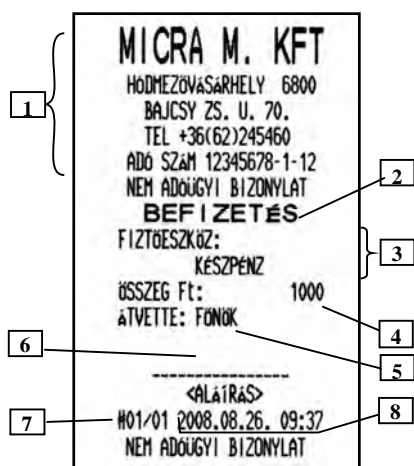 MICRA M. KFT
HÓDMEZŐVÁSÁRHELY 6800
BAJCSY ZS. U. 70.
TEL +36(62)245460
ADÓ SZÁM 12345678-1-12
NEM ADÓÜGYI BIZONYLAT
BEFIZETÉS
FIZTŐESZKÖZ:
KÉSZPÉNZ
ÖSSZEG Ft: 1000
ÁTVETTE: FŐNÖK
<ALÁÍRÁS>
#01/01 2008.08.26. 09:37
NEM ADÓÜGYI BIZONYLAT
1
2
3
4
5
6
7
8